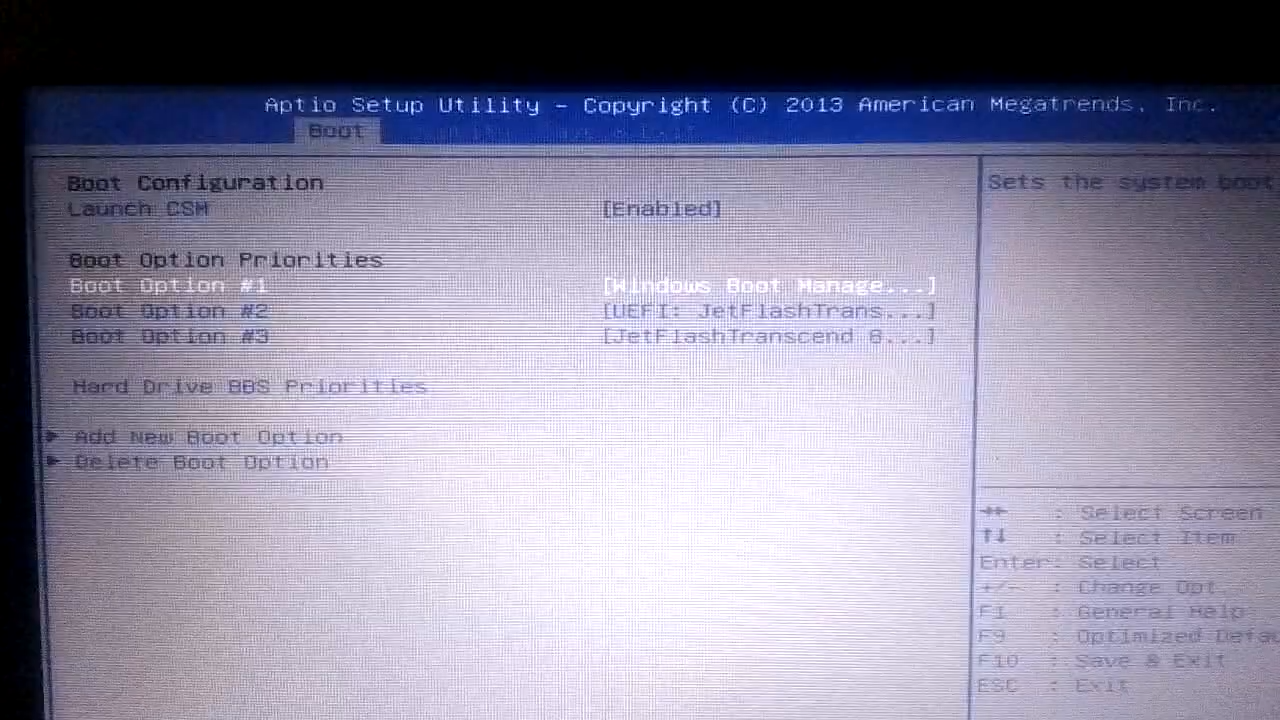 Aptio Setup Utility - Copyright (C) 2013 American Megatrends, Inc.
Boot
Boot Configuration
Launch CSM [Enabled]
Boot Option Priorities
Boot Option #1 [Windows Boot Manage...]
Boot Option #2 [UEFI: JetFlashTrans...]
Boot Option #3 [JetFlashTranscend 8...]
Hard Drive BBS Priorities
Add New Boot Option
Delete Boot Option
Sets the system boot
→← : Select Screen
↑↓ : Select Item
Enter: Select
+/- : Change Opt.
F1 : General Help
F9 : Optimized Defa
F10 : Save & Exit
ESC : Exit